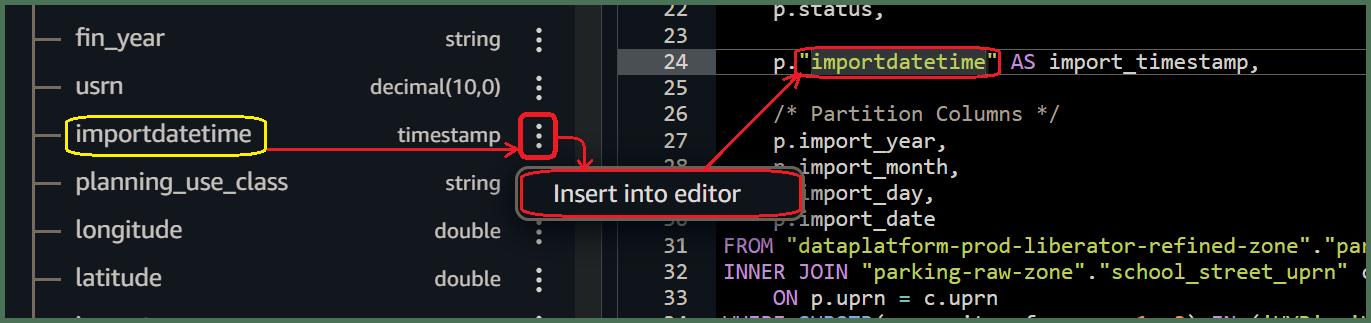 fin_year string
usrn decimal(10,0)
importdatetime timestamp
planning_use_class string
Insert into editor
longitude double
latitude double
22 p.status,
23
24 p."importdatetime" AS import_timestamp,
25
26 /* Partition Columns */
27 p.import_year,
28 p.import_month,
import_day,
30 p.import_date
31 FROM "dataplatform-prod-liberator-refined-zone"."par
32 INNER JOIN "parking-raw-zone"."school_street_uprn" c
33 ON p.uprn = c.uprn